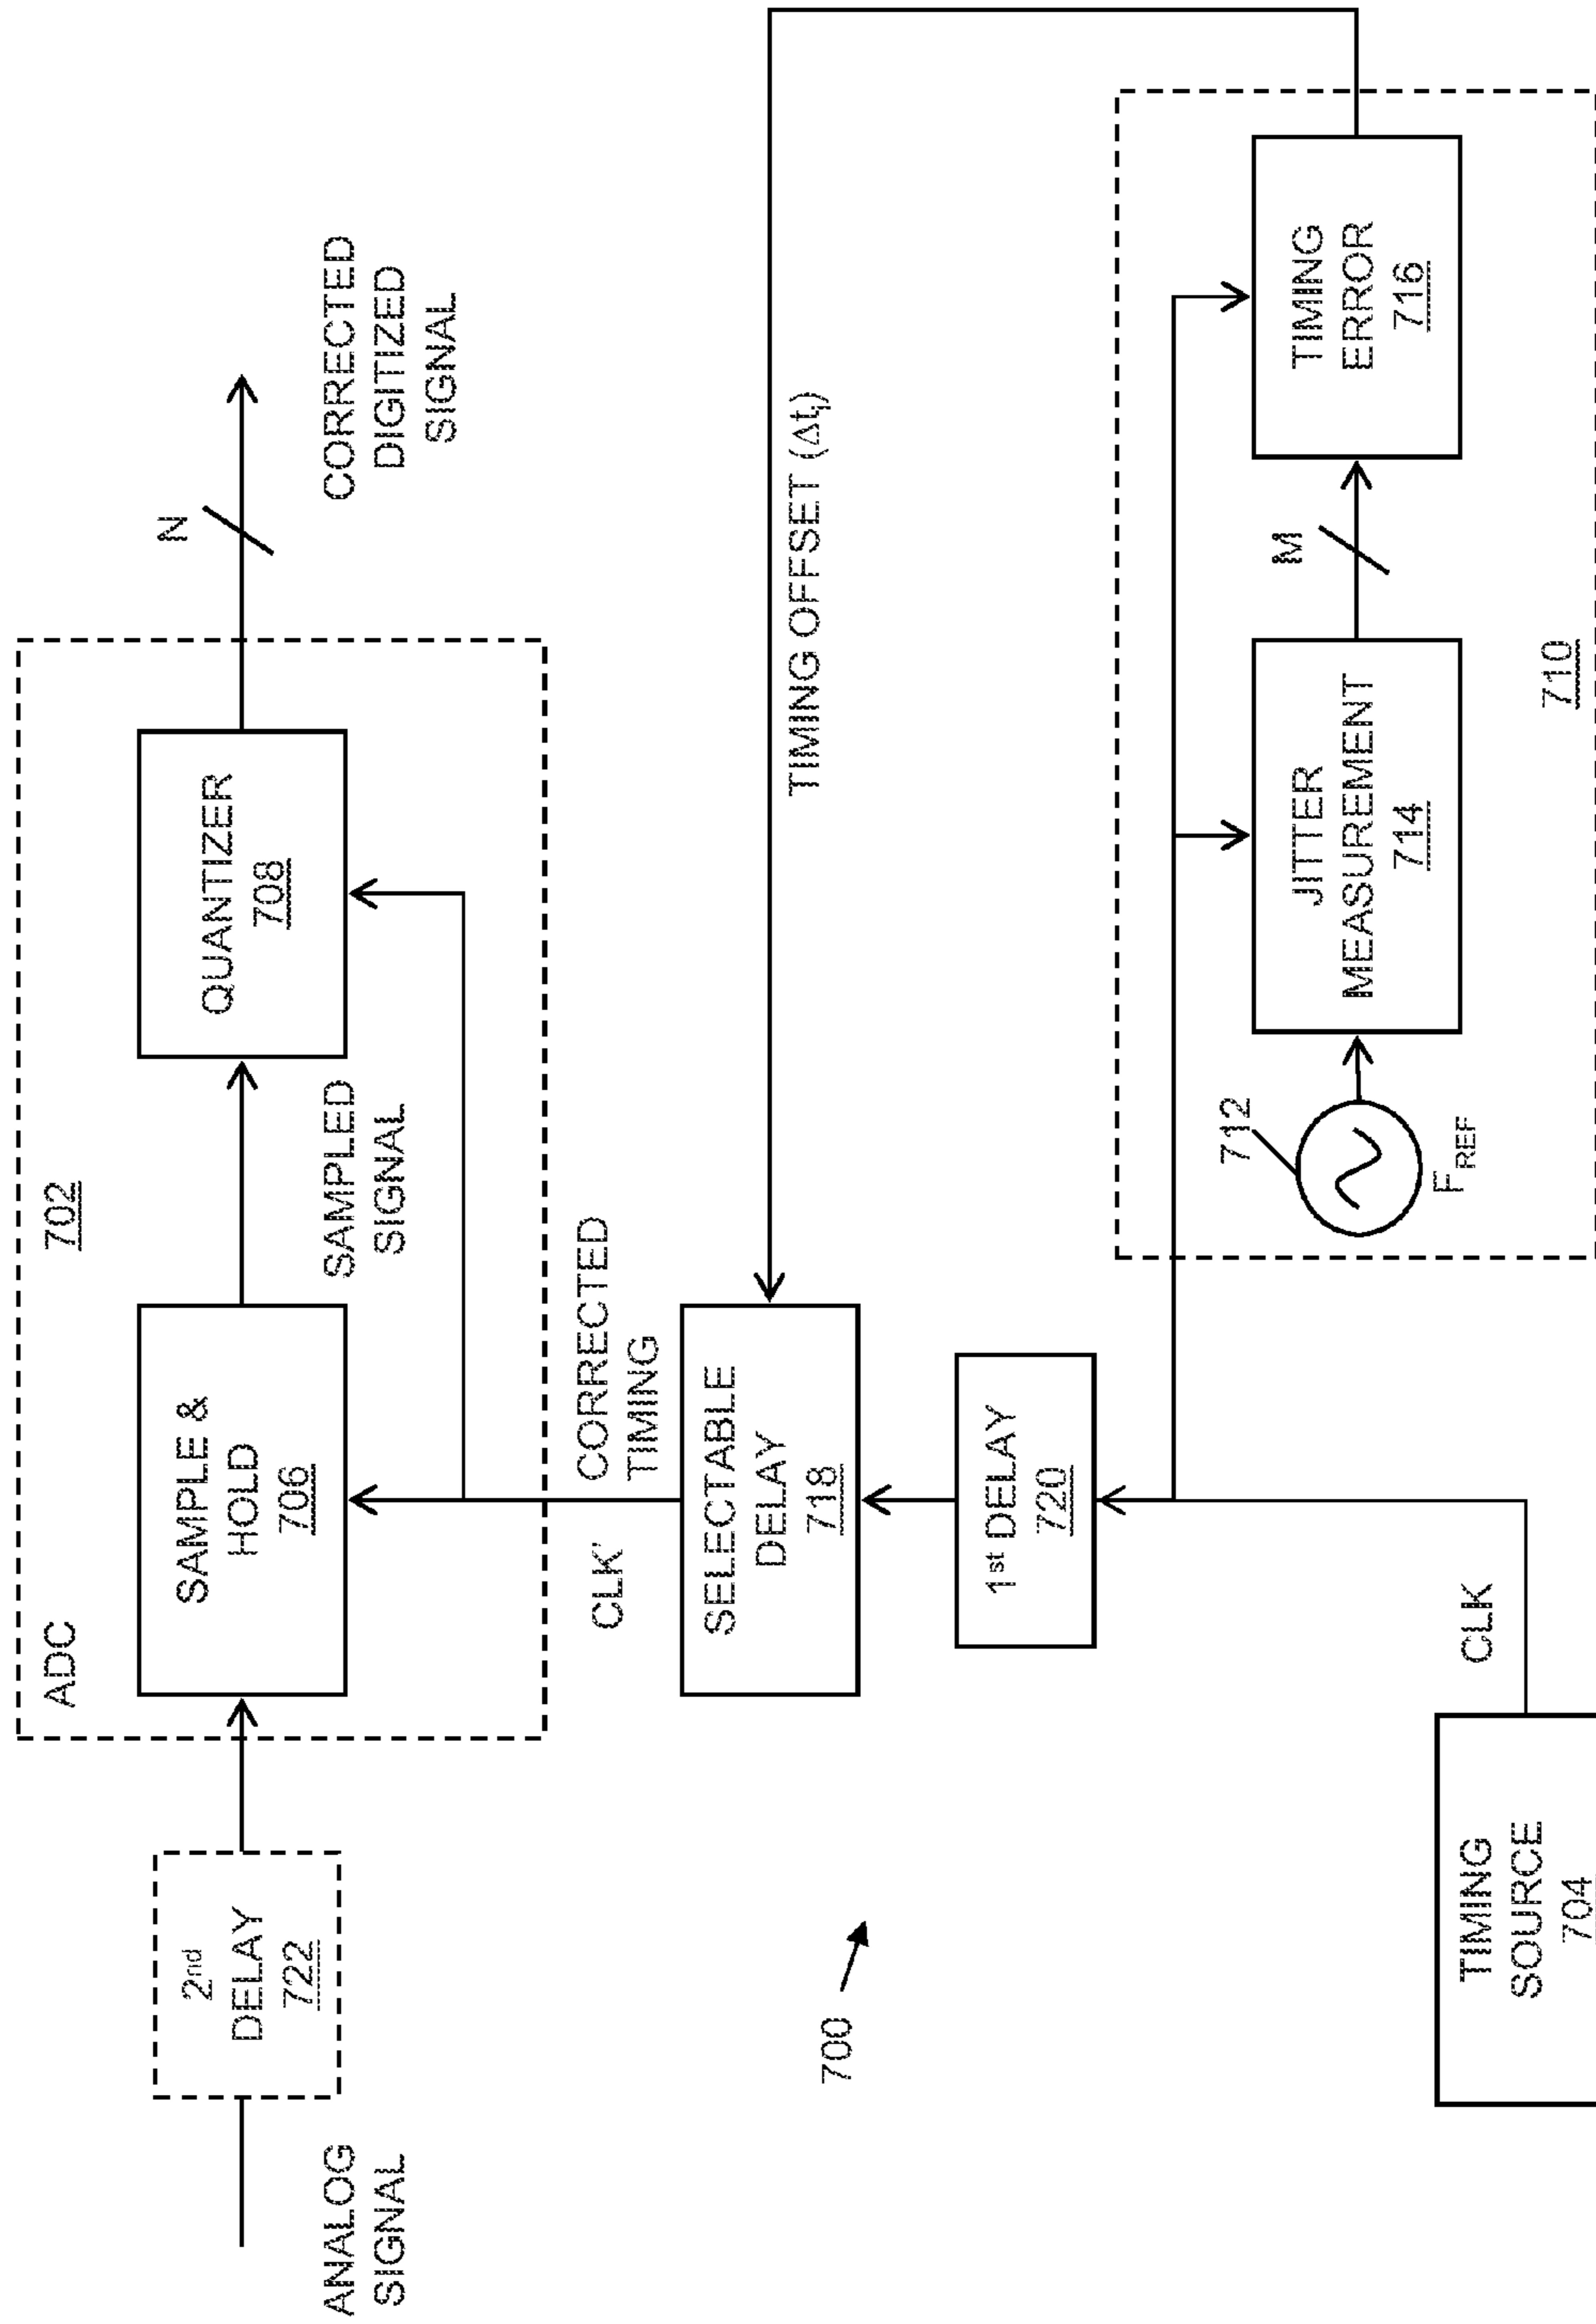 ANALOG
SIGNAL
2nd
DELAY
722
ADC
702
SAMPLE &
HOLD
706
SAMPLED
SIGNAL
QUANTIZER
708
N
CORRECTED
DIGITIZED
SIGNAL
CLK'
CORRECTED
TIMING
SELECTABLE
DELAY
718
TIMING OFFSET (Δtj)
1st DELAY
720
700
TIMING
SOURCE
704
CLK
712
FREF
JITTER
MEASUREMENT
714
M
TIMING
ERROR
716
710